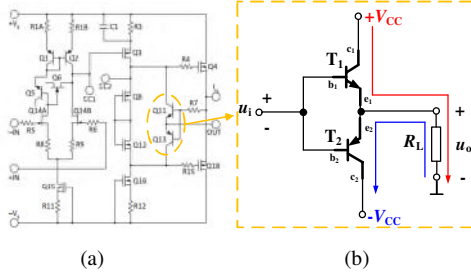 +V
R1A
R1B
C1
R3
Q1
Q2
Q3
Q6
R4
Q4
Q5
SC1
SC2
Q8
Q11
R7
Q14A
Q14B
OUT
-IN
R5
R6
Q13
R8
R9
Q12
+IN
R15
Q18
Q16
R11
R12
-V
(a)
+VCC
c1
T1
b1
e1
ui
+
-
T2
e2
b2
c2
RL
+
uo
-
-VCC
(b)